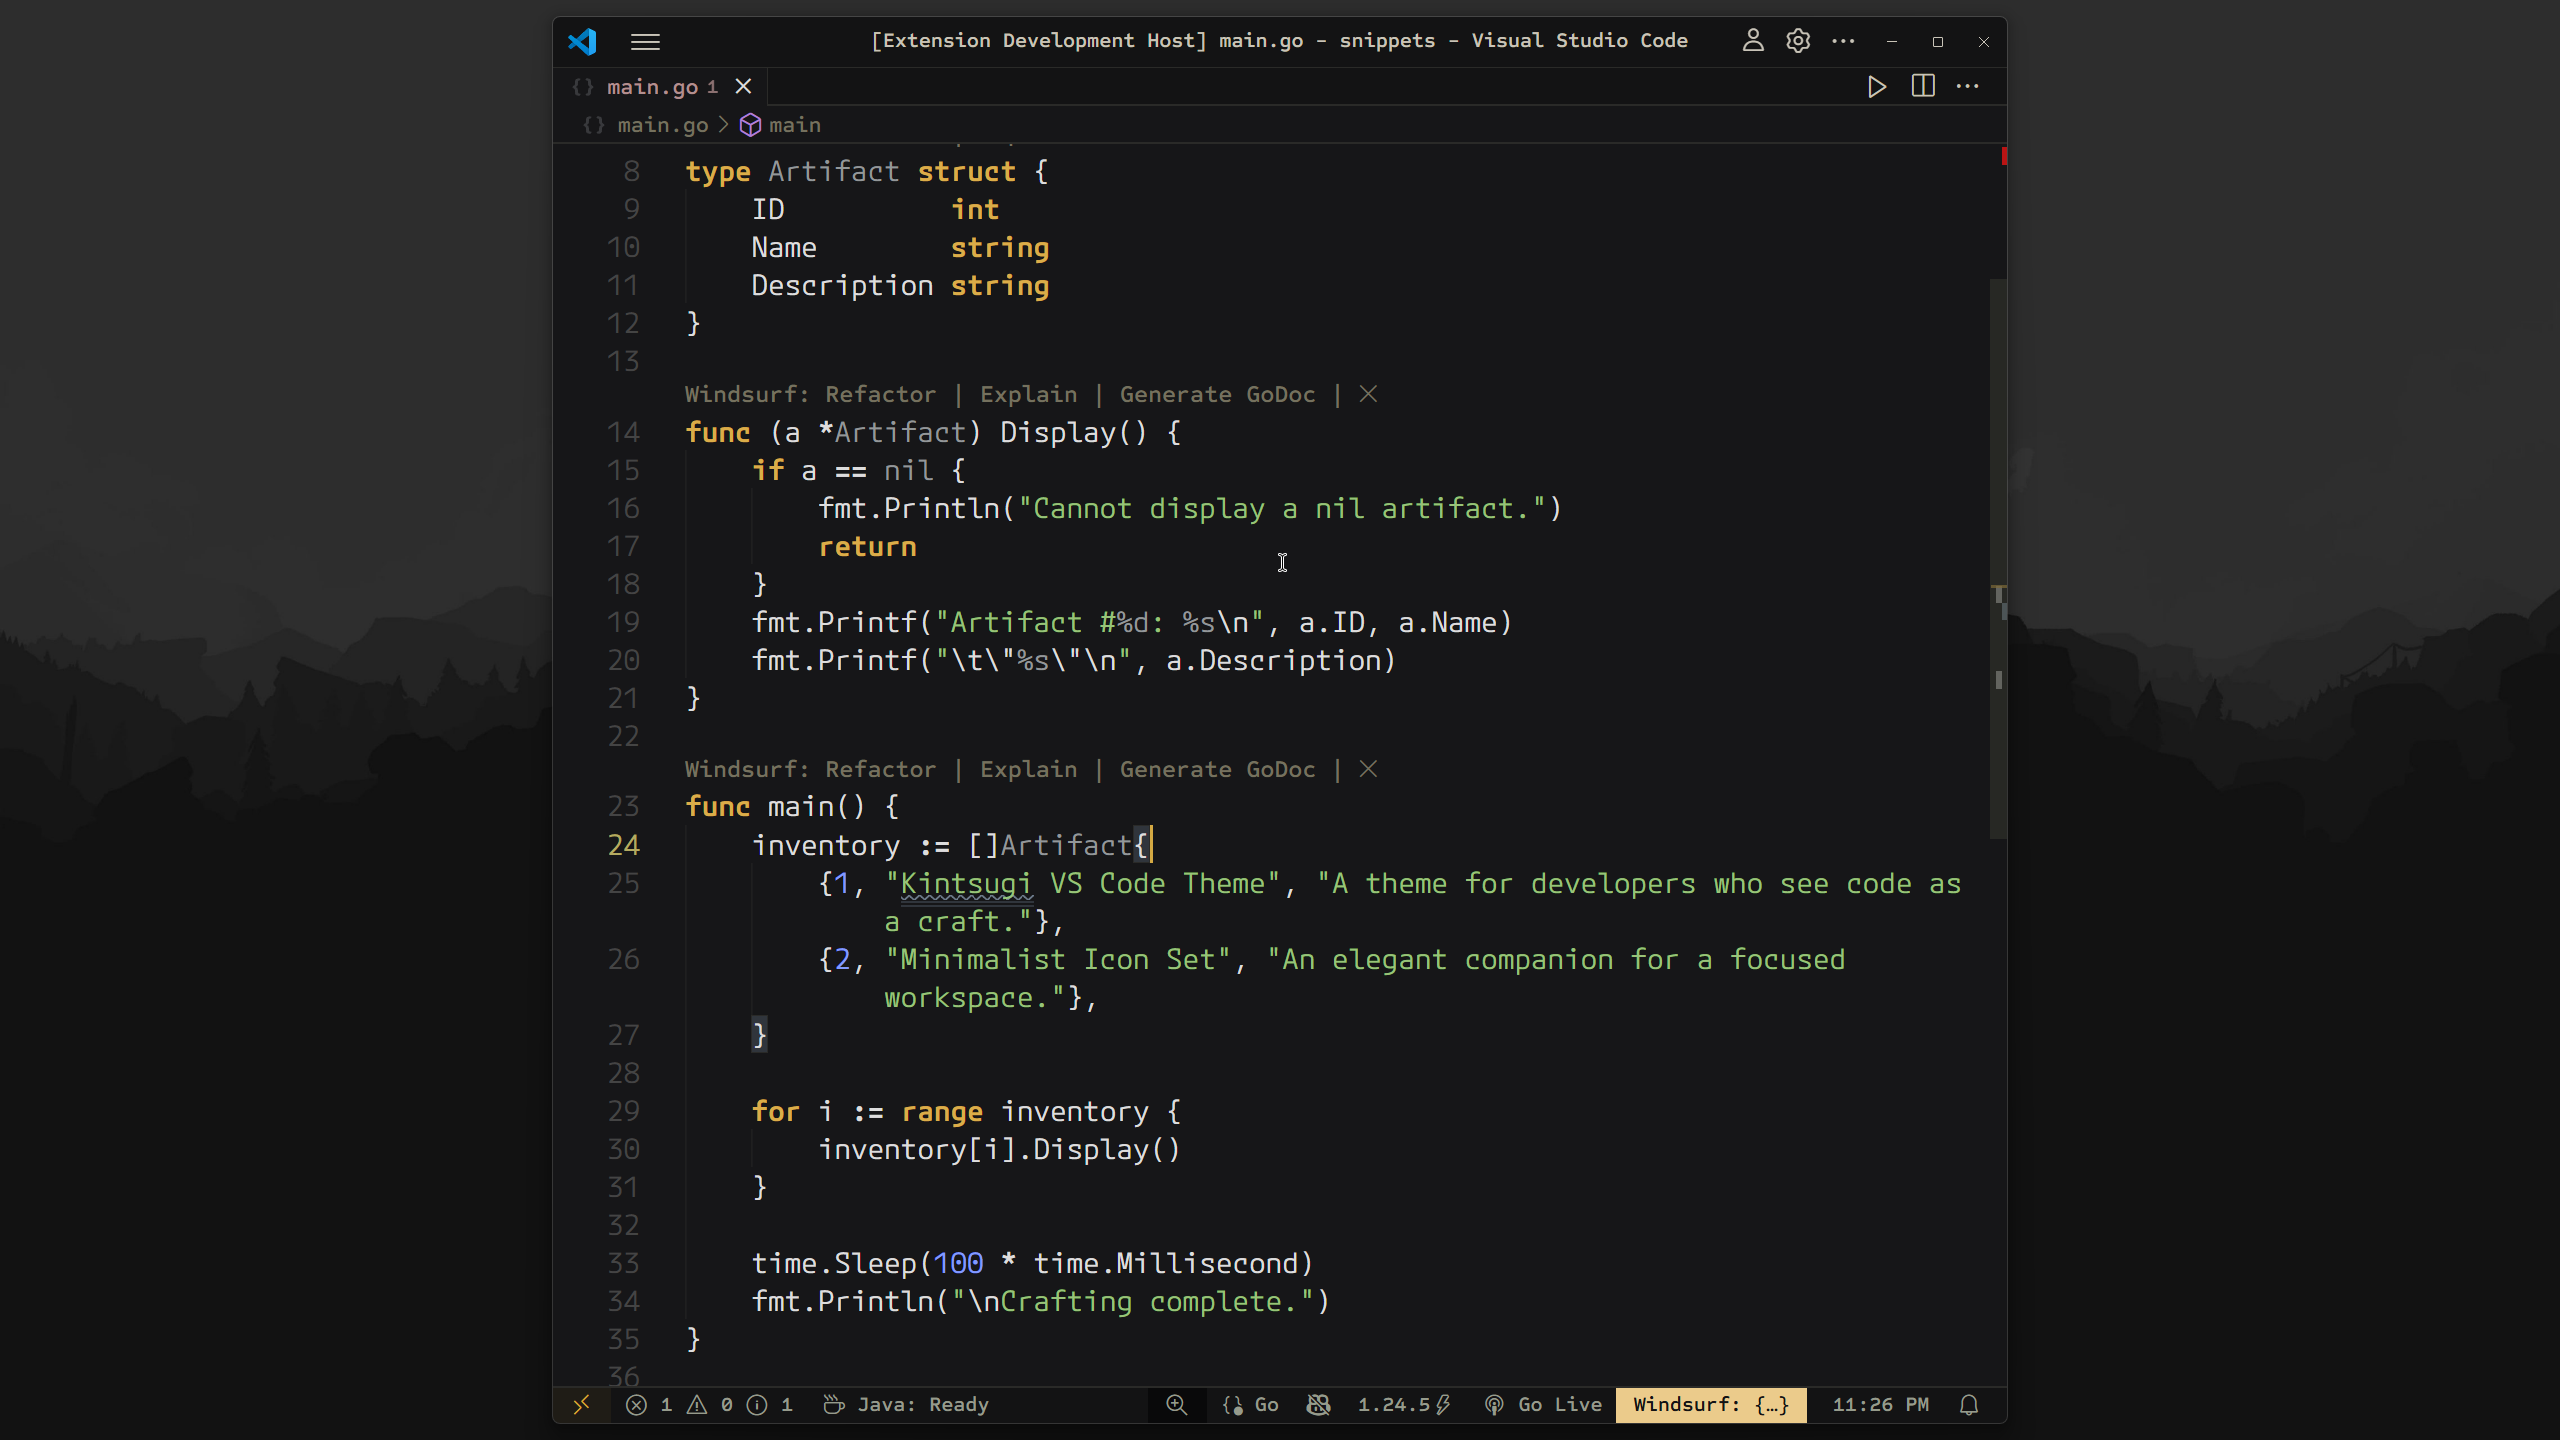 [Extension Development Host] main.go - snippets - Visual Studio Code
{} main.go 1
{} main.go > main
8 type Artifact struct {
9 ID int
10 Name string
11 Description string
12 }
13
Windsurf: Refactor | Explain | Generate GoDoc | ×
14 func (a *Artifact) Display() {
15 if a == nil {
16 fmt.Println("Cannot display a nil artifact.")
17 return
18 }
19 fmt.Printf("Artifact #%d: %s\n", a.ID, a.Name)
20 fmt.Printf("\t\"%s\"\n", a.Description)
21 }
22
Windsurf: Refactor | Explain | Generate GoDoc | ×
23 func main() {
24 inventory := []Artifact{
25 {1, "Kintsugi VS Code Theme", "A theme for developers who see code as
a craft."},
26 {2, "Minimalist Icon Set", "An elegant companion for a focused
workspace."},
27 }
28
29 for i := range inventory {
30 inventory[i].Display()
31 }
32
33 time.Sleep(100 * time.Millisecond)
34 fmt.Println("\nCrafting complete.")
35 }
36
1 0 1 Java: Ready {} Go 1.24.5 Go Live Windsurf: {…} 11:26 PM